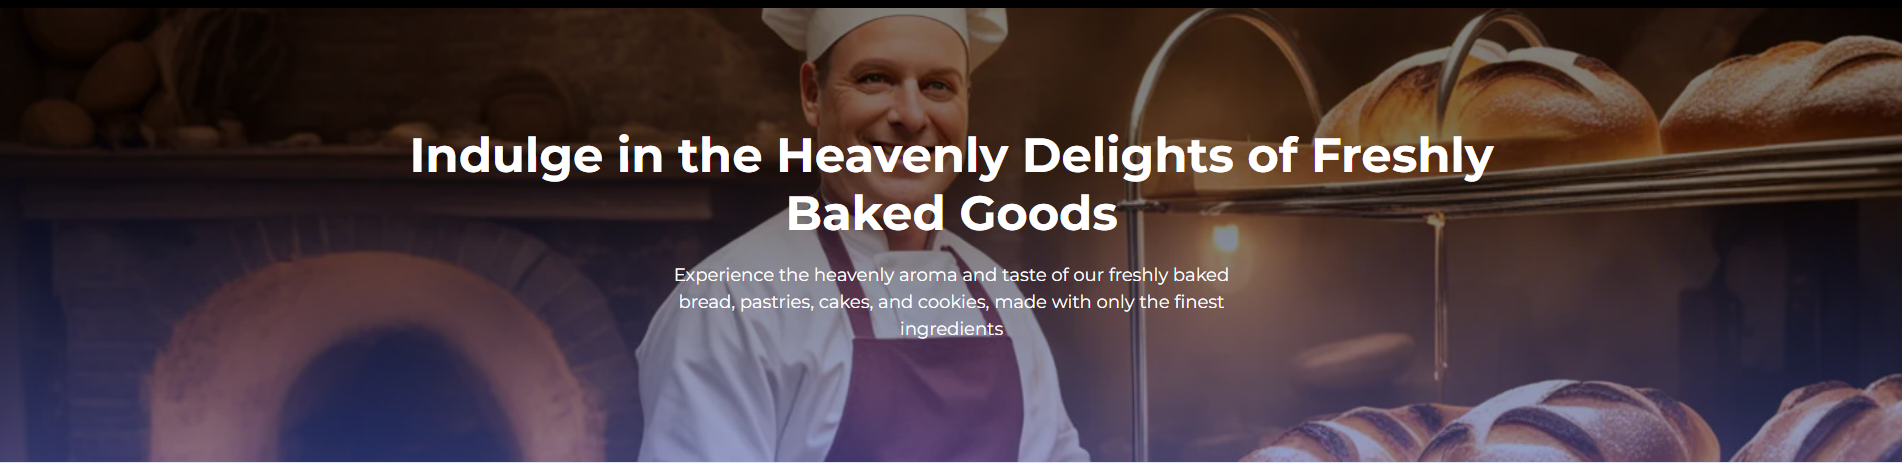 Indulge in the Heavenly Delights of Freshly
Baked Goods
Experience the heavenly aroma and taste of our freshly baked
bread, pastries, cakes, and cookies, made with only the finest
ingredients